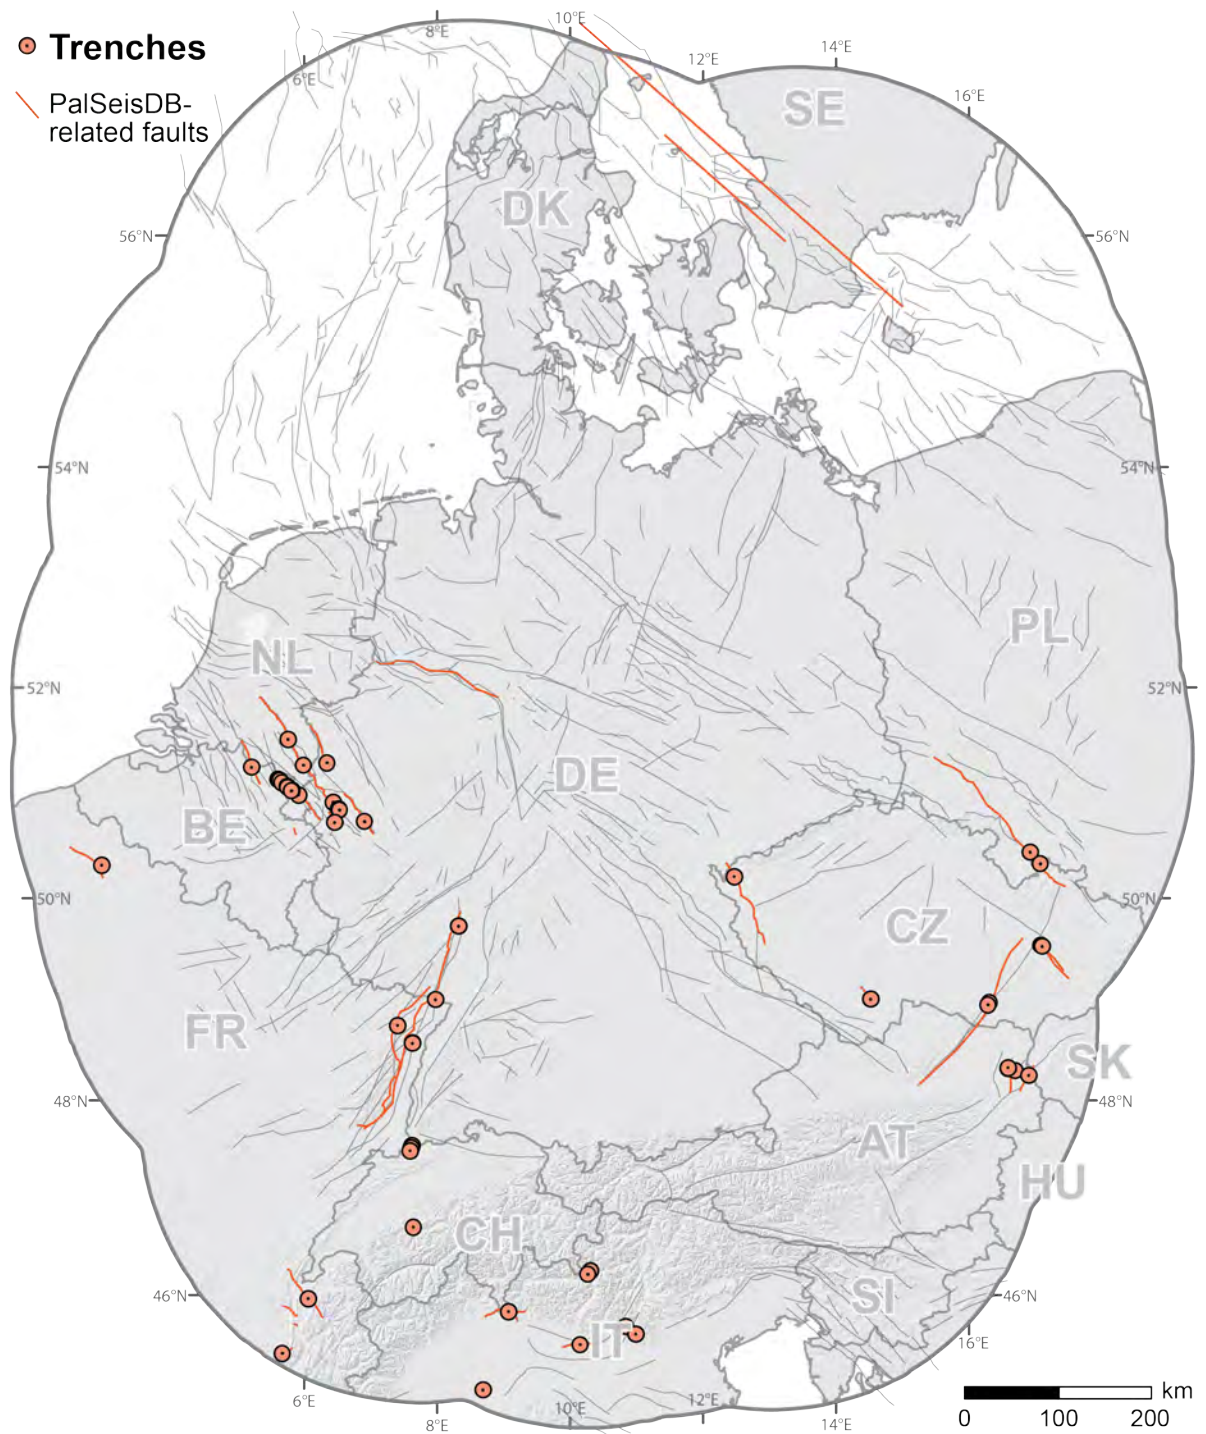 10°E
8°E
Trenches
14°E
12°E
6°E
16°E
PalSeisDB-
related faults
SE
DK
56°N
56°N
54°N
54°N
PL
NL
52°N
52°N
DE
BE
50°N
50°N
CZ
FR
SK
48°N
48°N
AT
HU
CH
46°N
46°N
SI
IT
16°E
6°E
12°E
10°E
8°E
14°E
km
0 100 200